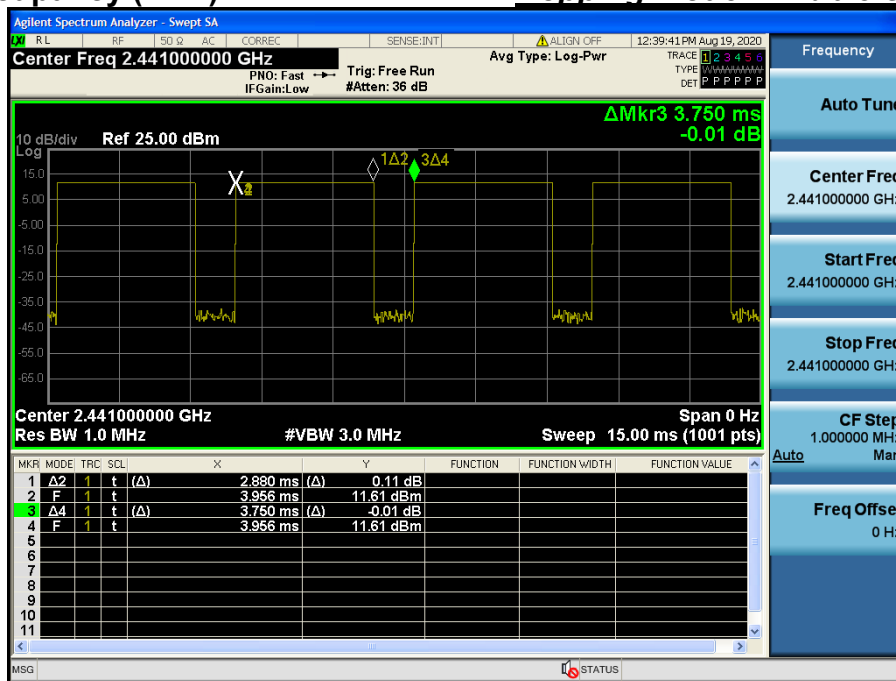 Agilent Spectrum Analyzer - Swept SA
LXI RL RF 50 Ω AC CORREC SENSE:INT ALIGN OFF 12:39:41 PM Aug 19, 2020
Center Freq 2.441000000 GHz
PNO: Fast
IFGain:Low
Trig: Free Run
#Atten: 36 dB
Avg Type: Log-Pwr
TRACE 1 2 3 4 5 6
TYPE
DET P P P P P P
ΔMkr3 3.750 ms
-0.01 dB
10 dB/div Ref 25.00 dBm
Log
1Δ2 3Δ4
15.0
5.00
-5.00
-15.0
-25.0
-35.0
-45.0
-55.0
-65.0
Center 2.441000000 GHz Span 0 Hz
Res BW 1.0 MHz #VBW 3.0 MHz Sweep 15.00 ms (1001 pts)
MKR MODE TRC SCL X Y FUNCTION FUNCTION WIDTH FUNCTION VALUE
1 Δ2 1 t (Δ) 2.880 ms (Δ) 0.11 dB
2 F 1 t 3.956 ms 11.61 dBm
3 Δ4 1 t (Δ) 3.750 ms (Δ) -0.01 dB
4 F 1 t 3.956 ms 11.61 dBm
5
6
7
8
9
10
11
MSG STATUS
Frequency
Auto Tune
Center Freq
2.441000000 GHz
Start Freq
2.441000000 GHz
Stop Freq
2.441000000 GHz
CF Step
1.000000 MHz
Auto Man
Freq Offset
0 Hz